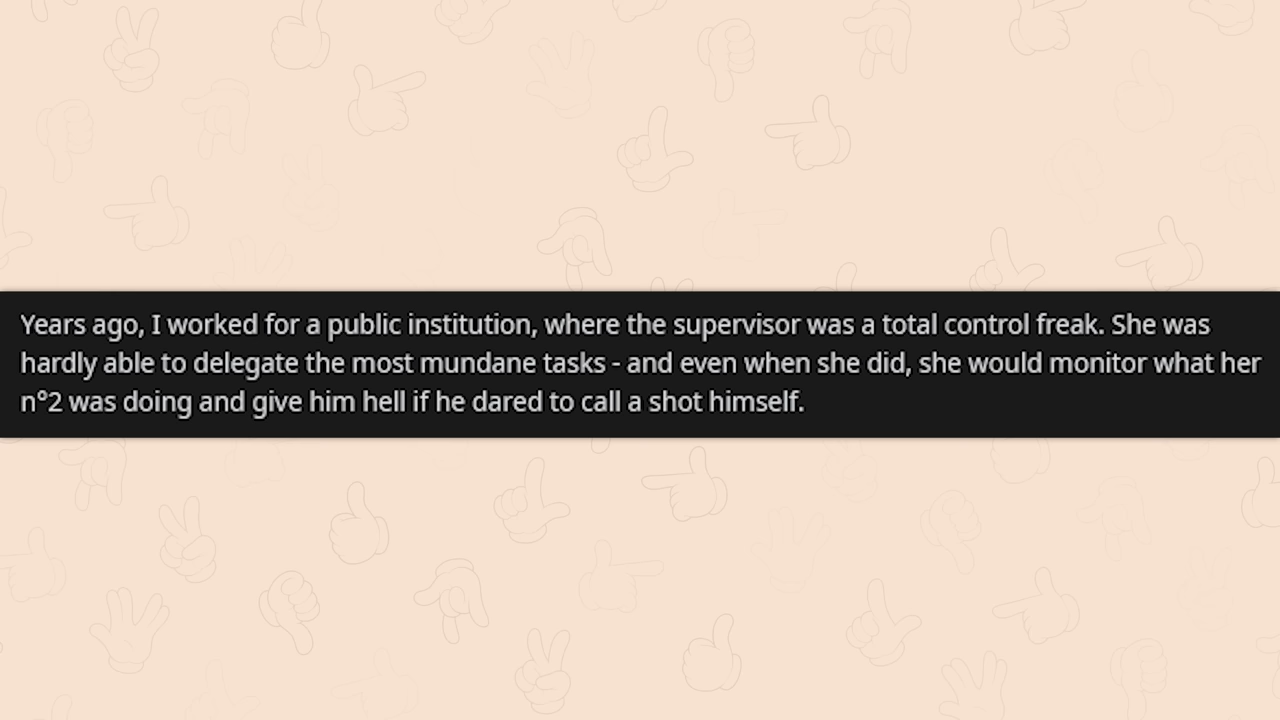 Years ago, I worked for a public institution, where the supervisor was a total control freak. She was
hardly able to delegate the most mundane tasks - and even when she did, she would monitor what her
n°2 was doing and give him hell if he dared to call a shot himself.